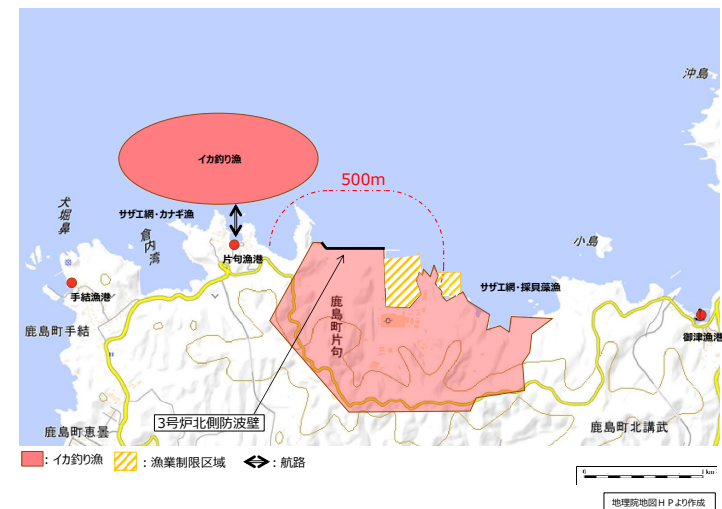 沖島
イカ釣り漁
500m
犬堀鼻
サザエ網・カナギ漁
倉内湾
片句漁港
小島
サザエ網・採貝藻漁
手結漁港
鹿島町手結
鹿島町片句
御津漁港
3号炉北側防波壁
鹿島町恵曇
鹿島町北講武
：イカ釣り漁 ：漁業制限区域 ：航路
0 1km
地理院地図HPより作成